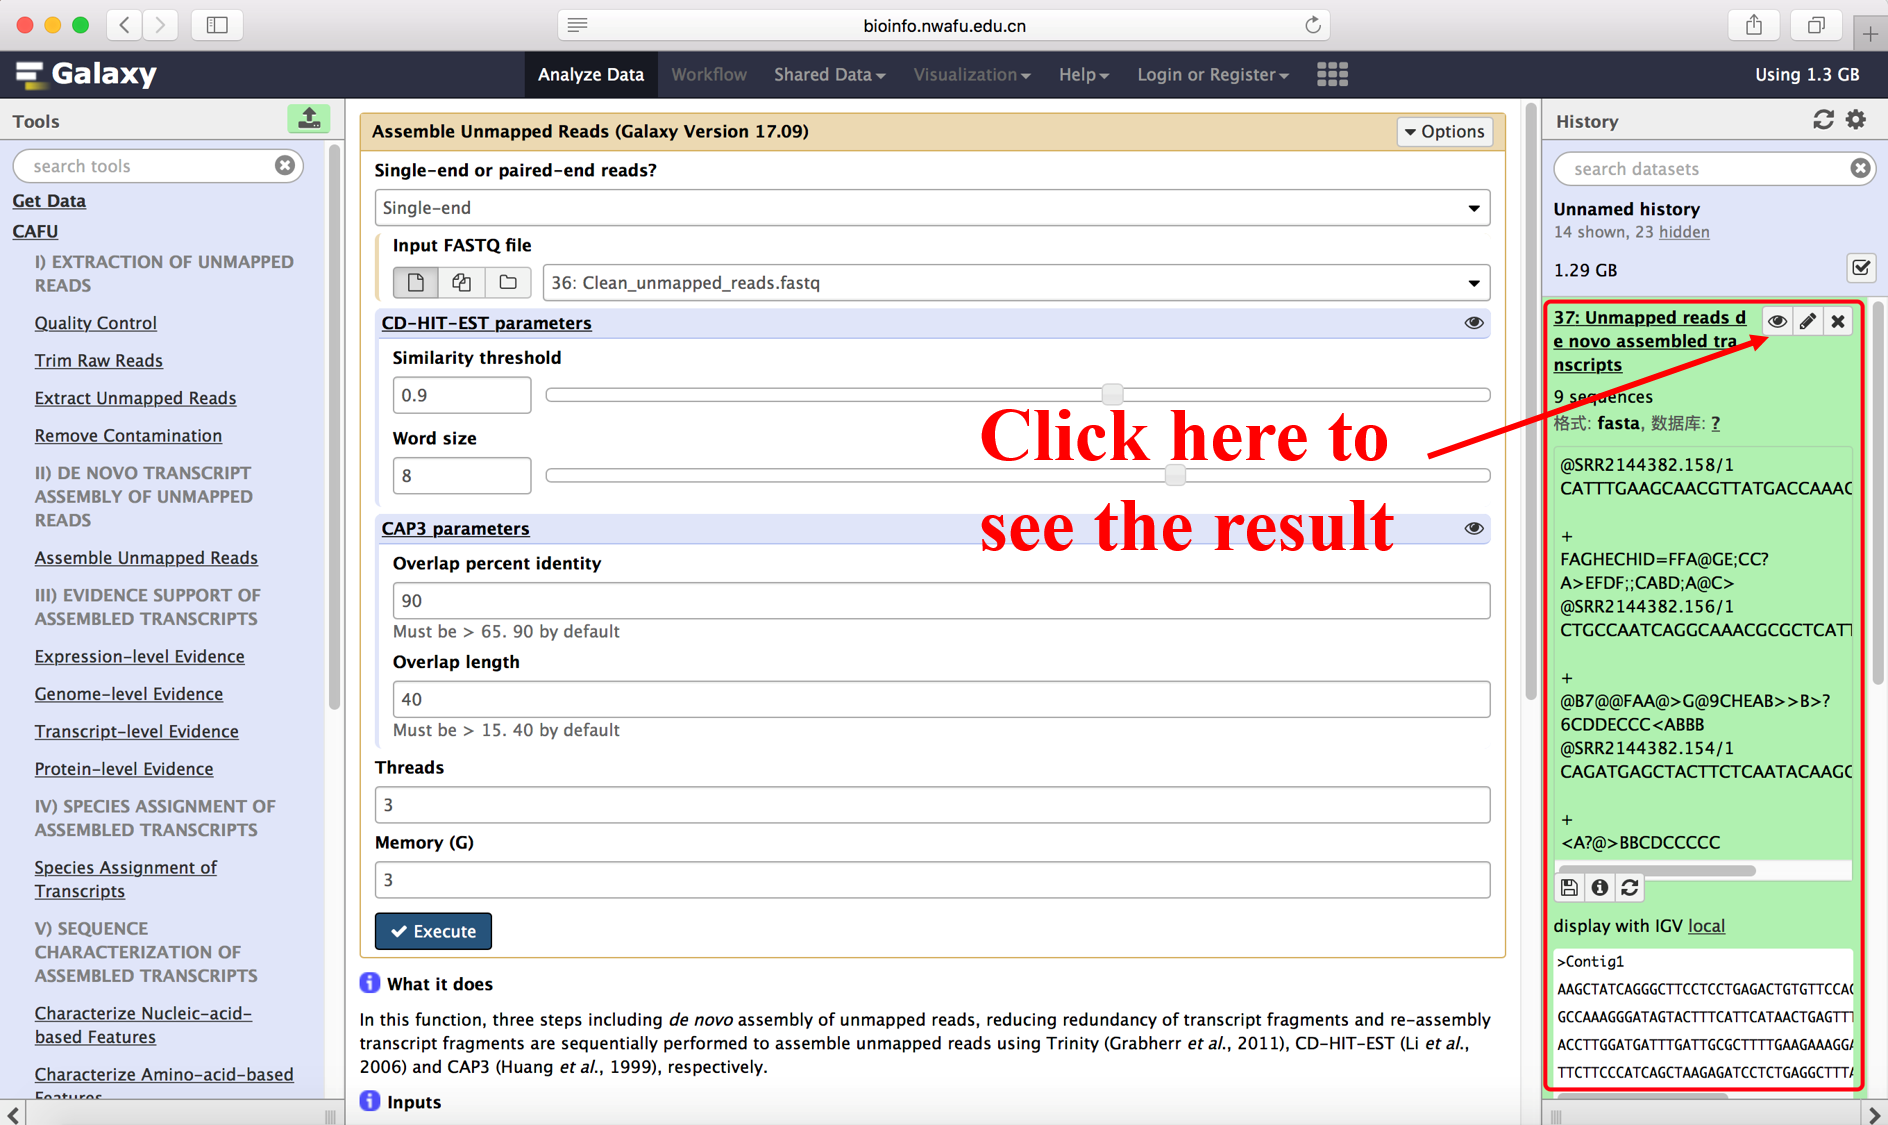 bioinfo.nwafu.edu.cn
Galaxy
Analyze Data
Workflow
Shared Data
Visualization
Help
Login or Register
Using 1.3 GB
Tools
search tools
Get Data
CAFU
I) EXTRACTION OF UNMAPPED
READS
Quality Control
Trim Raw Reads
Extract Unmapped Reads
Remove Contamination
II) DE NOVO TRANSCRIPT
ASSEMBLY OF UNMAPPED
READS
Assemble Unmapped Reads
III) EVIDENCE SUPPORT OF
ASSEMBLED TRANSCRIPTS
Expression-level Evidence
Genome-level Evidence
Transcript-level Evidence
Protein-level Evidence
IV) SPECIES ASSIGNMENT OF
ASSEMBLED TRANSCRIPTS
Species Assignment of
Transcripts
V) SEQUENCE
CHARACTERIZATION OF
ASSEMBLED TRANSCRIPTS
Characterize Nucleic-acid-
based Features
Characterize Amino-acid-based
Features
Assemble Unmapped Reads (Galaxy Version 17.09)
Options
Single-end or paired-end reads?
Single-end
Input FASTQ file
36: Clean_unmapped_reads.fastq
CD-HIT-EST parameters
Similarity threshold
0.9
Word size
8
Click here to
see the result
CAP3 parameters
Overlap percent identity
90
Must be > 65. 90 by default
Overlap length
40
Must be > 15. 40 by default
Threads
3
Memory (G)
3
Execute
What it does
In this function, three steps including de novo assembly of unmapped reads, reducing redundancy of transcript fragments and re-assembly
transcript fragments are sequentially performed to assemble unmapped reads using Trinity (Grabherr et al., 2011), CD-HIT-EST (Li et al.,
2006) and CAP3 (Huang et al., 1999), respectively.
Inputs
History
search datasets
Unnamed history
14 shown, 23 hidden
1.29 GB
37: Unmapped reads d
e novo assembled tra
nscripts
9 sequences
格式: fasta, 数据库: ?
@SRR2144382.158/1
CATTTGAAGCAACGTTATGACCAAAC
+
FAGHECHID=FFA@GE;CC?
A>EFDF;;CABD;A@C>
@SRR2144382.156/1
CTGCCAATCAGGCAAACGCGCTCATT
+
@B7@@FAA@>G@9CHEAB>>B>?
6CDDECCC<ABBB
@SRR2144382.154/1
CAGATGAGCTACTTCTCAATACAAGC
+
<A?@>BBCDCCCCC
display with IGV local
>Contig1
AAGCTATCAGGGCTTCCTCCTGAGACTGTGTTCCAG
GCCAAAGGGATAGTACTTTCATTCATAACTGAGTTT
ACCTTGGATGATTTGATTGCGCTTTTGAAGAAAGGA
TTCTTCCCATCAGCTAAGAGATCCTCTGAGGCTTTA